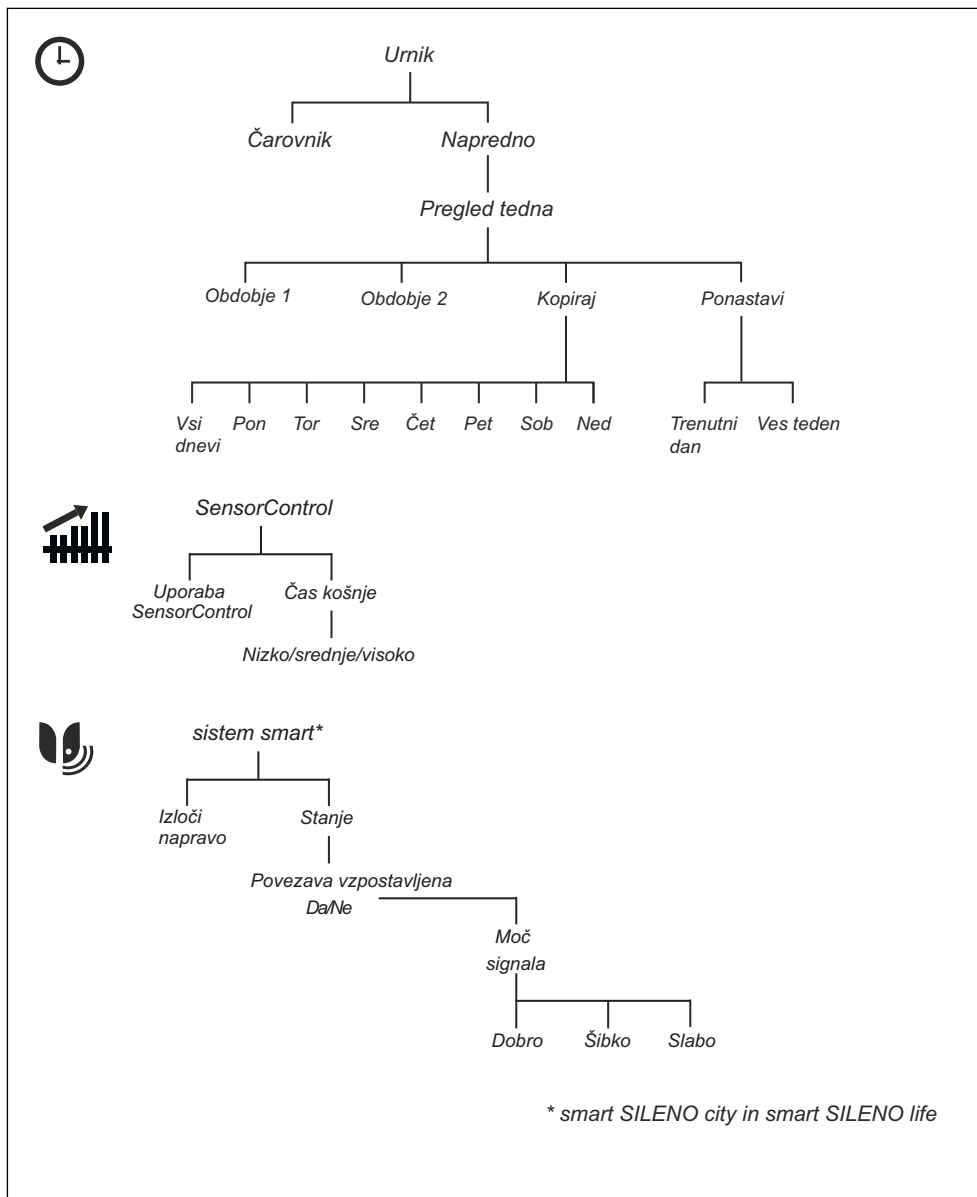 Urnik
Čarovnik Napredno
Pregled tedna
Obdobje 1 Obdobje 2 Kopiraj Ponastavi
Vsi dnevi Pon Tor Sre Čet Pet Sob Ned Trenutni dan Ves teden
SensorControl
Uporaba SensorControl Čas košnje
Nizko/srednje/visoko
sistem smart*
Izloči napravo Stanje
Povezava vzpostavljena
Da/Ne
Moč
signala
Dobro Šibko Slabo
* smart SILENO city in smart SILENO life